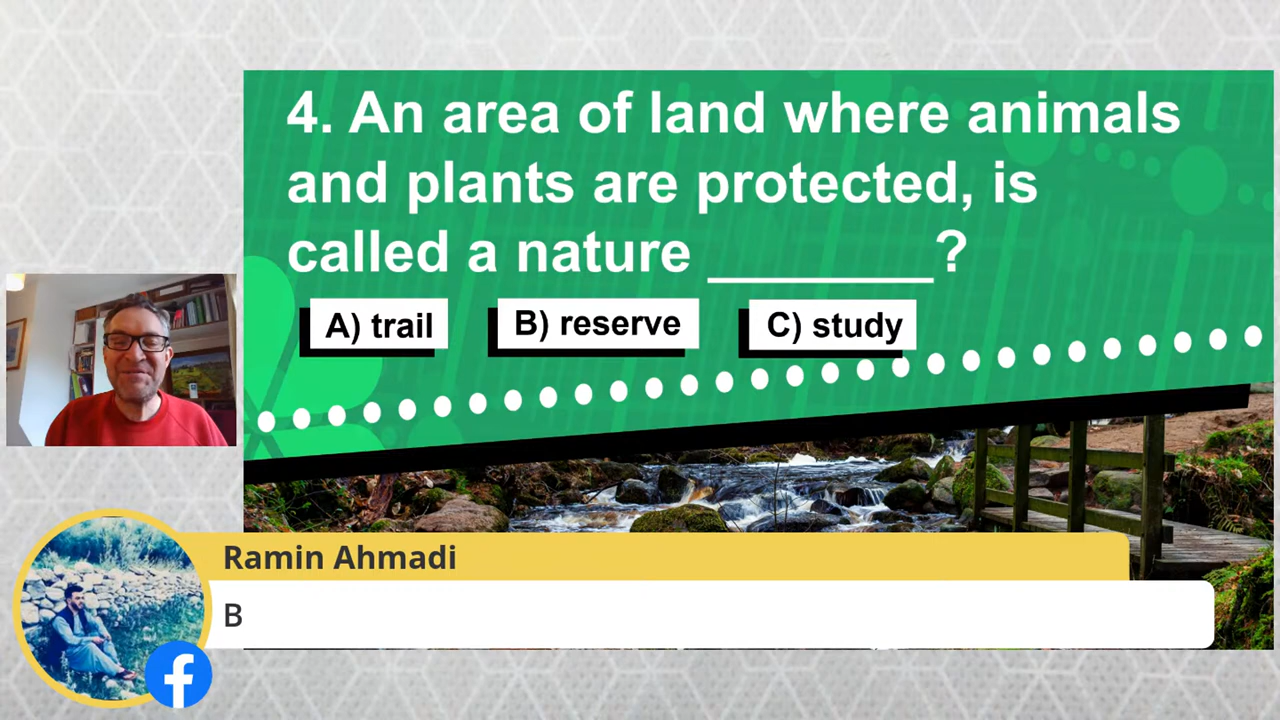 4. An area of land where animals
and plants are protected, is
called a nature ________?
A) trail B) reserve C) study
Ramin Ahmadi
B